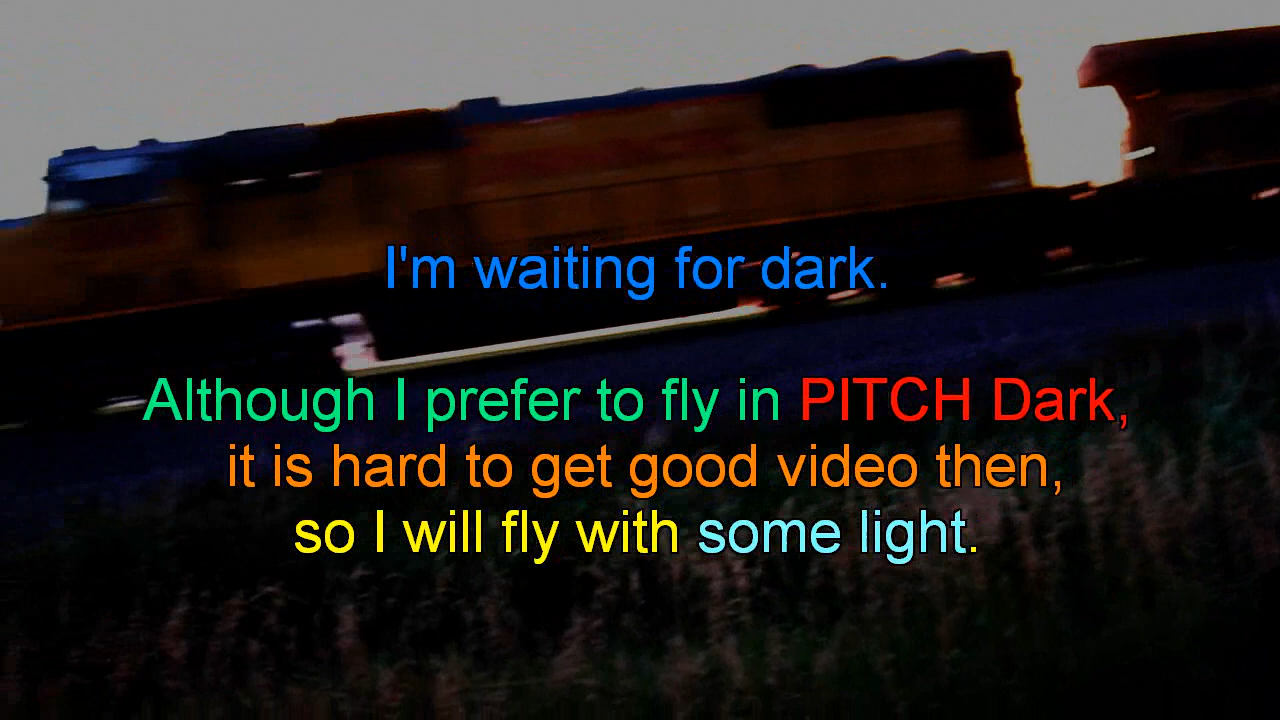 I'm waiting for dark.
Although I prefer to fly in PITCH Dark,
it is hard to get good video then,
so I will fly with some light.